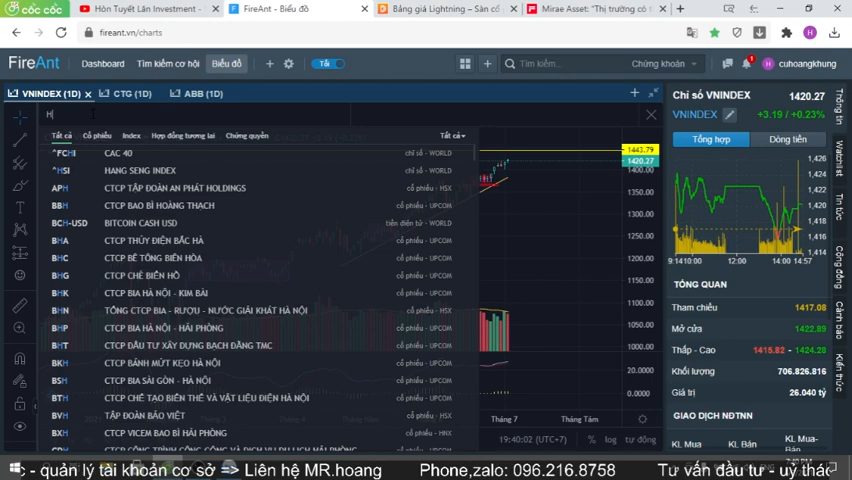 CỐC CỐC
Hòn Tuyết Lăn Investment -
FireAnt - Biểu đồ
Bảng giá Lightning – Sàn cổ
Mirae Asset: "Thị trường có t
fireant.vn/charts
FireAnt
Dashboard
Tìm kiếm cơ hội
Biểu đồ
Tối
Tìm kiếm...
Chứng khoán
cuhoangkhung
VNINDEX (1D)
CTG (1D)
ABB (1D)
H
Tất cả Cổ phiếu Index Hợp đồng tương lai Chứng quyền Tất cả
^FCHI CAC 40 chỉ số - WORLD
^HSI HANG SENG INDEX chỉ số - WORLD
APH CTCP TẬP ĐOÀN AN PHÁT HOLDINGS cổ phiếu - HSX
BBH CTCP BAO BÌ HOÀNG THẠCH cổ phiếu - UPCOM
BCH-USD BITCOIN CASH USD tiền điện tử - WORLD
BHA CTCP THỦY ĐIỆN BẮC HÀ cổ phiếu - UPCOM
BHC CTCP BÊ TÔNG BIÊN HÒA cổ phiếu - UPCOM
BHG CTCP CHÈ BIÊN HỒ cổ phiếu - UPCOM
BHK CTCP BIA HÀ NỘI - KIM BÀI cổ phiếu - UPCOM
BHN TỔNG CTCP BIA - RƯỢU - NƯỚC GIẢI KHÁT HÀ NỘI cổ phiếu - HSX
BHP CTCP BIA HÀ NỘI - HẢI PHÒNG cổ phiếu - UPCOM
BHT CTCP ĐẦU TƯ XÂY DỰNG BẠCH ĐẰNG TMC cổ phiếu - UPCOM
BKH CTCP BÁNH MỨT KẸO HÀ NỘI cổ phiếu - UPCOM
BSH CTCP BIA SÀI GÒN - HÀ NỘI cổ phiếu - UPCOM
BTH CTCP CHẾ TẠO BIẾN THẾ VÀ VẬT LIỆU ĐIỆN HÀ NỘI cổ phiếu - UPCOM
BVH TẬP ĐOÀN BẢO VIỆT cổ phiếu - HSX
BXH CTCP VICEM BAO BÌ HẢI PHÒNG cổ phiếu - HNX
1443.79
1420.27
1400.00
1350.00
1300.00
1250.00
1200.00
1150.00
1100.00
1050.00
1000.00
20.0000
0.0000
Tháng 7 Tháng Tám
19:40:02 (UTC+7) % log tự động
Chỉ số VNINDEX 1420.27
VNINDEX +3.19 / +0.23%
Tổng hợp Dòng tiền
1,426
1,424
1,422
1,420
1,418
1,416
1,414
9:14 10:00 12:00 14:00 14:57
TỔNG QUAN
Tham chiếu 1417.08
Mở cửa 1422.89
Thấp - Cao 1415.82 - 1424.28
Khối lượng 706.826.816
Giá trị 26.040 tỷ
GIAO DỊCH NĐTNN
KL Mua KL Bán KL Mua-Bán
Thông tin
Watchlist
Tin tức
Cộng đồng
Cảnh báo
Kiến thức
c - quản lý tài khoản cơ sở => Liên hệ MR.hoang Phone,zalo: 096.216.8758 Tư vấn đầu tư - uỷ thác